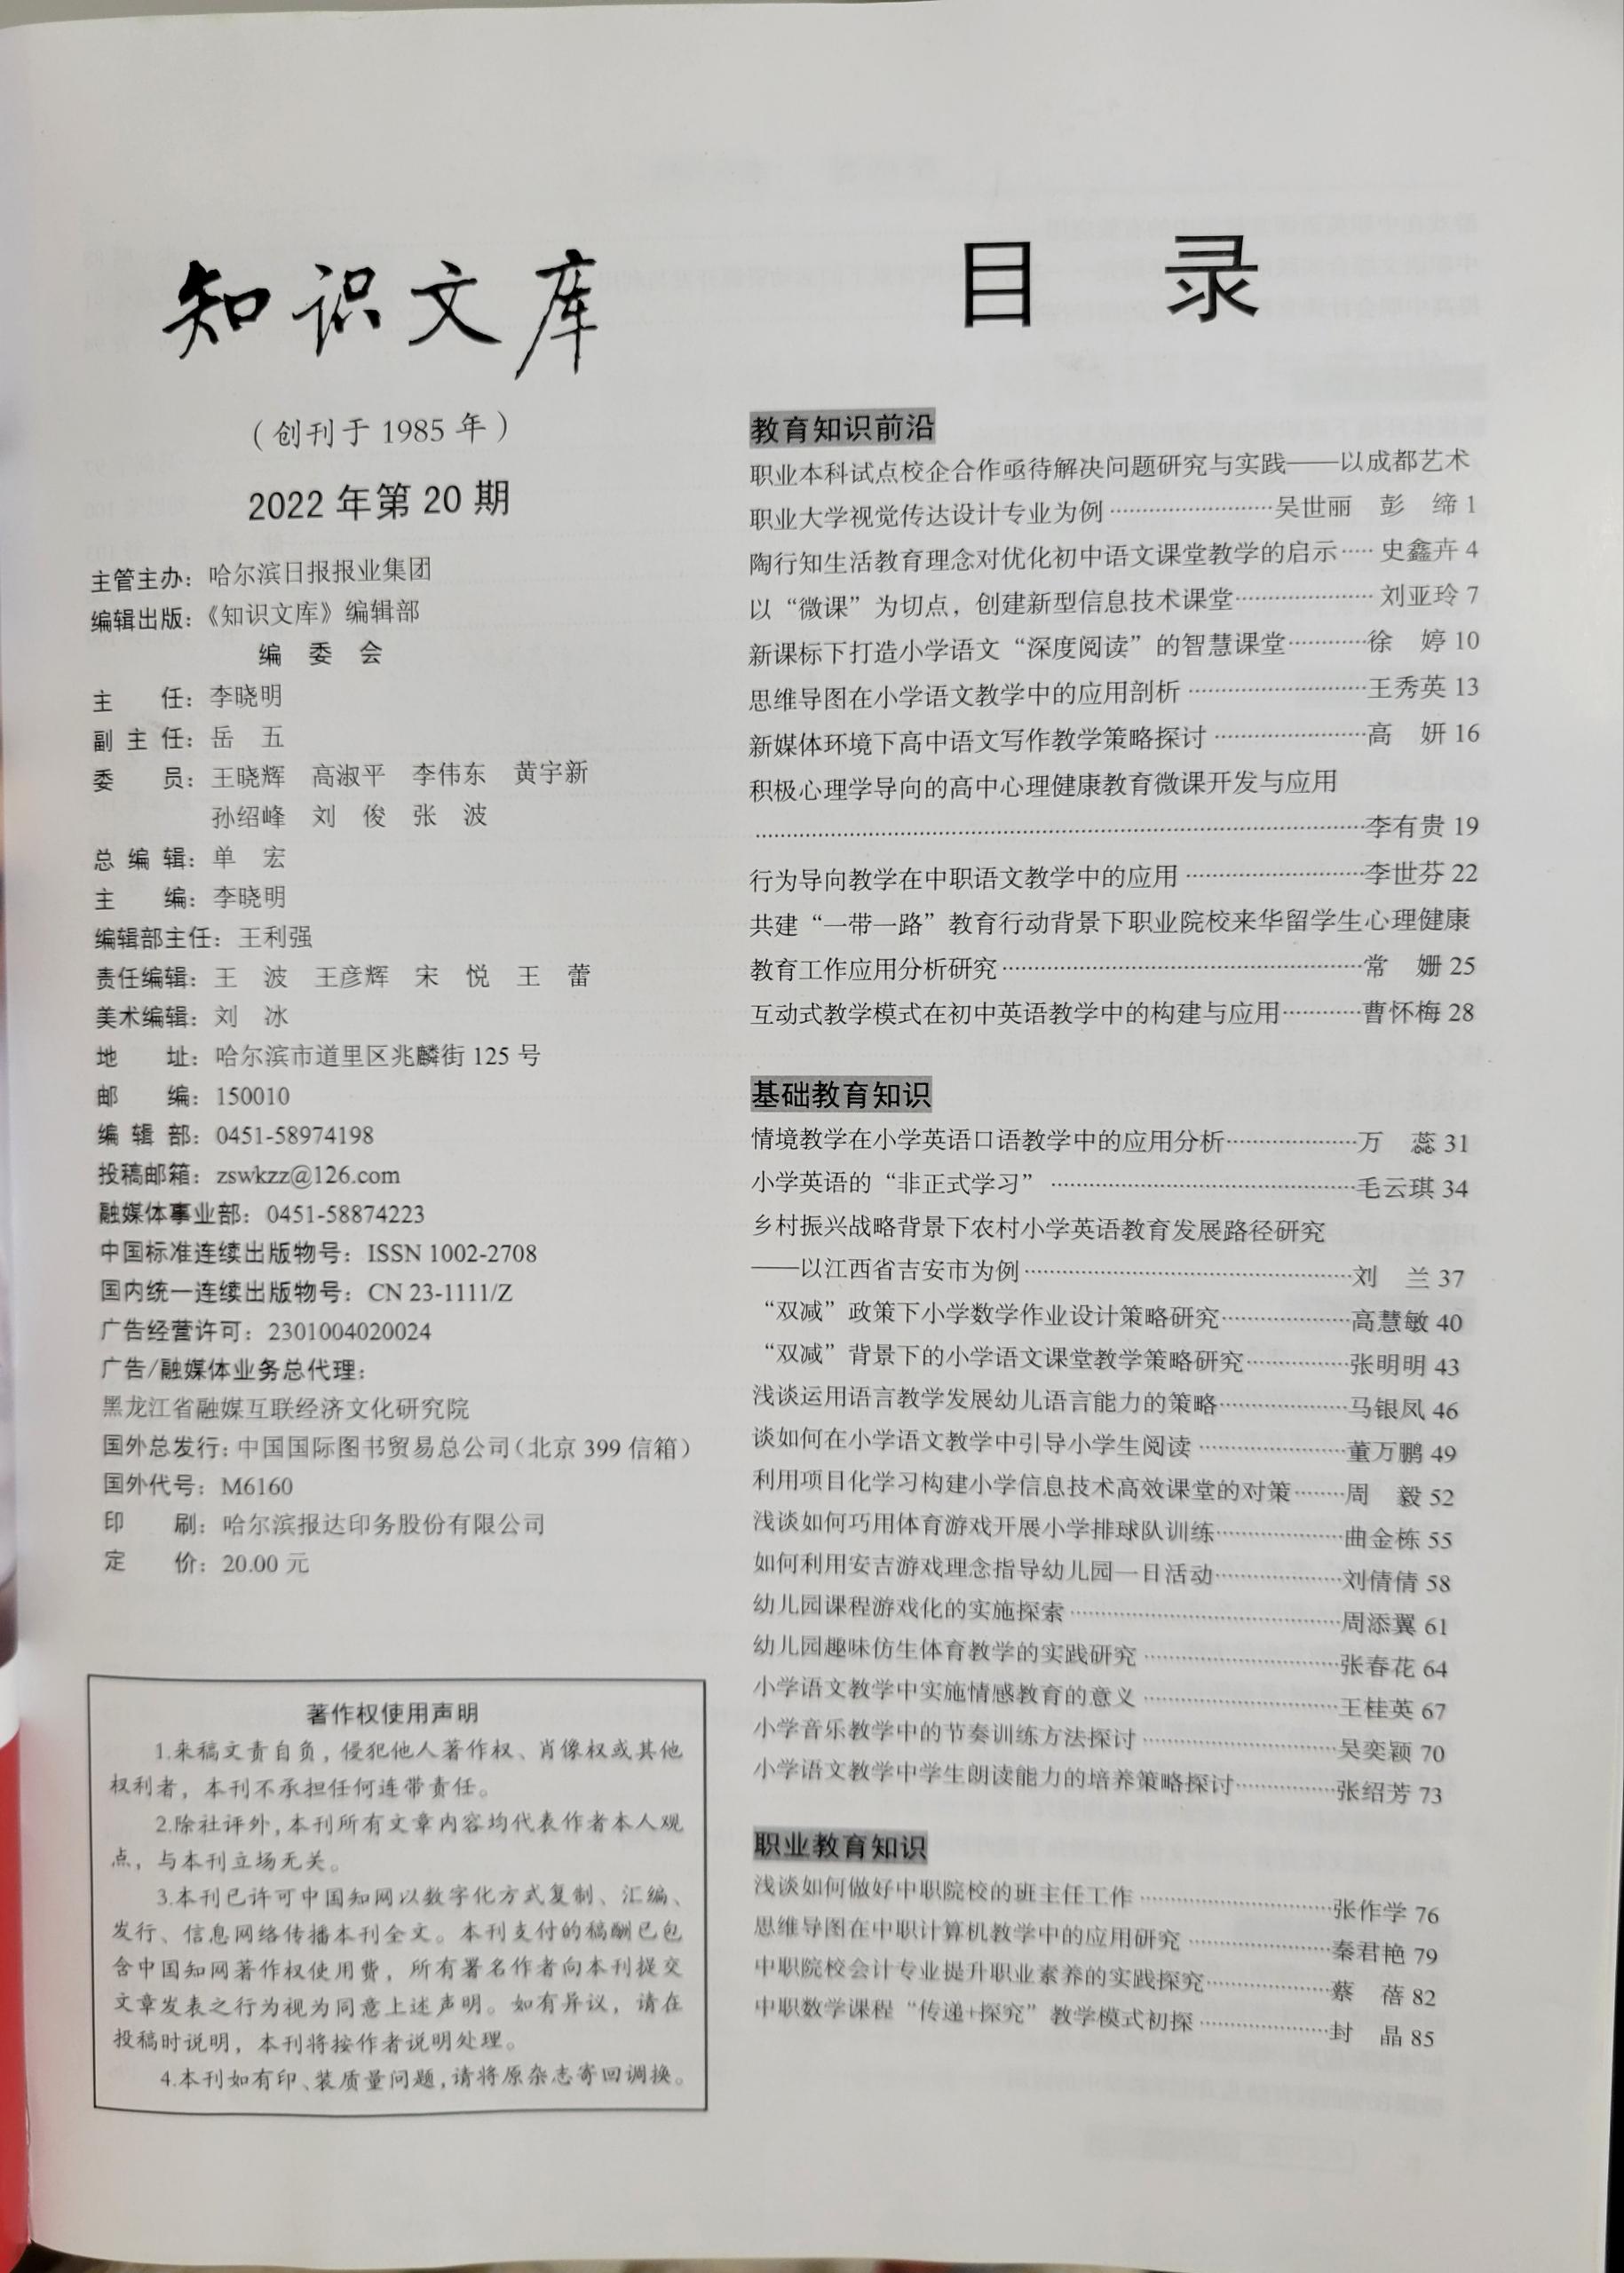 知识文库
（创刊于 1985 年）
2022 年第 20 期
主管主办：哈尔滨日报报业集团
编辑出版：《知识文库》编辑部
编 委 会
主　　任：李晓明
副 主 任：岳　五
委　　员：王晓辉　高淑平　李伟东　黄宇新
孙绍峰　刘　俊　张　波
总 编 辑：单　宏
主　　编：李晓明
编辑部主任：王利强
责任编辑：王　波　王彦辉　宋　悦　王　蕾
美术编辑：刘　冰
地　　址：哈尔滨市道里区兆麟街 125 号
邮　　编：150010
编 辑 部：0451-58974198
投稿邮箱：zswkzz@126.com
融媒体事业部：0451-58874223
中国标准连续出版物号：ISSN 1002-2708
国内统一连续出版物号：CN 23-1111/Z
广告经营许可：2301004020024
广告/融媒体业务总代理：
黑龙江省融媒互联经济文化研究院
国外总发行：中国国际图书贸易总公司（北京 399 信箱）
国外代号：M6160
印　　刷：哈尔滨报达印务股份有限公司
定　　价：20.00 元
著作权使用声明
1.来稿文责自负，侵犯他人著作权、肖像权或其他
权利者，本刊不承担任何连带责任。
2.除社评外，本刊所有文章内容均代表作者本人观
点，与本刊立场无关。
3.本刊已许可中国知网以数字化方式复制、汇编、
发行、信息网络传播本刊全文。本刊支付的稿酬已包
含中国知网著作权使用费，所有署名作者向本刊提交
文章发表之行为视为同意上述声明。如有异议，请在
投稿时说明，本刊将按作者说明处理。
4.本刊如有印、装质量问题，请将原杂志寄回调换。
目　录
教育知识前沿
职业本科试点校企合作亟待解决问题研究与实践——以成都艺术
职业大学视觉传达设计专业为例……………………吴世丽　彭　缔 1
陶行知生活教育理念对优化初中语文课堂教学的启示…… 史鑫卉 4
以“微课”为切点，创建新型信息技术课堂………………… 刘亚玲 7
新课标下打造小学语文“深度阅读”的智慧课堂…………徐　婷 10
思维导图在小学语文教学中的应用剖析 ……………………王秀英 13
新媒体环境下高中语文写作教学策略探讨 …………………高　妍 16
积极心理学导向的高中心理健康教育微课开发与应用
……………………………………………………………李有贵 19
行为导向教学在中职语文教学中的应用 ……………………李世芬 22
共建“一带一路”教育行动背景下职业院校来华留学生心理健康
教育工作应用分析研究………………………………………常　姗 25
互动式教学模式在初中英语教学中的构建与应用…………曹怀梅 28
基础教育知识
情境教学在小学英语口语教学中的应用分析………………万　蕊 31
小学英语的“非正式学习” …………………………………毛云琪 34
乡村振兴战略背景下农村小学英语教育发展路径研究
——以江西省吉安市为例……………………………………刘　兰 37
“双减”政策下小学数学作业设计策略研究………………高慧敏 40
“双减”背景下的小学语文课堂教学策略研究……………张明明 43
浅谈运用语言教学发展幼儿语言能力的策略………………马银凤 46
谈如何在小学语文教学中引导小学生阅读 …………………董万鹏 49
利用项目化学习构建小学信息技术高效课堂的对策………周　毅 52
浅谈如何巧用体育游戏开展小学排球队训练………………曲金栋 55
如何利用安吉游戏理念指导幼儿园一日活动………………刘倩倩 58
幼儿园课程游戏化的实施探索 ………………………………周添翼 61
幼儿园趣味仿生体育教学的实践研究 ………………………张春花 64
小学语文教学中实施情感教育的意义 ………………………王桂英 67
小学音乐教学中的节奏训练方法探讨 ………………………吴奕颖 70
小学语文教学中学生朗读能力的培养策略探讨……………张绍芳 73
职业教育知识
浅谈如何做好中职院校的班主任工作 ………………………张作学 76
思维导图在中职计算机教学中的应用研究 …………………秦君艳 79
中职院校会计专业提升职业素养的实践探究………………蔡　蓓 82
中职数学课程“传递+探究”教学模式初探 ………………封　晶 85